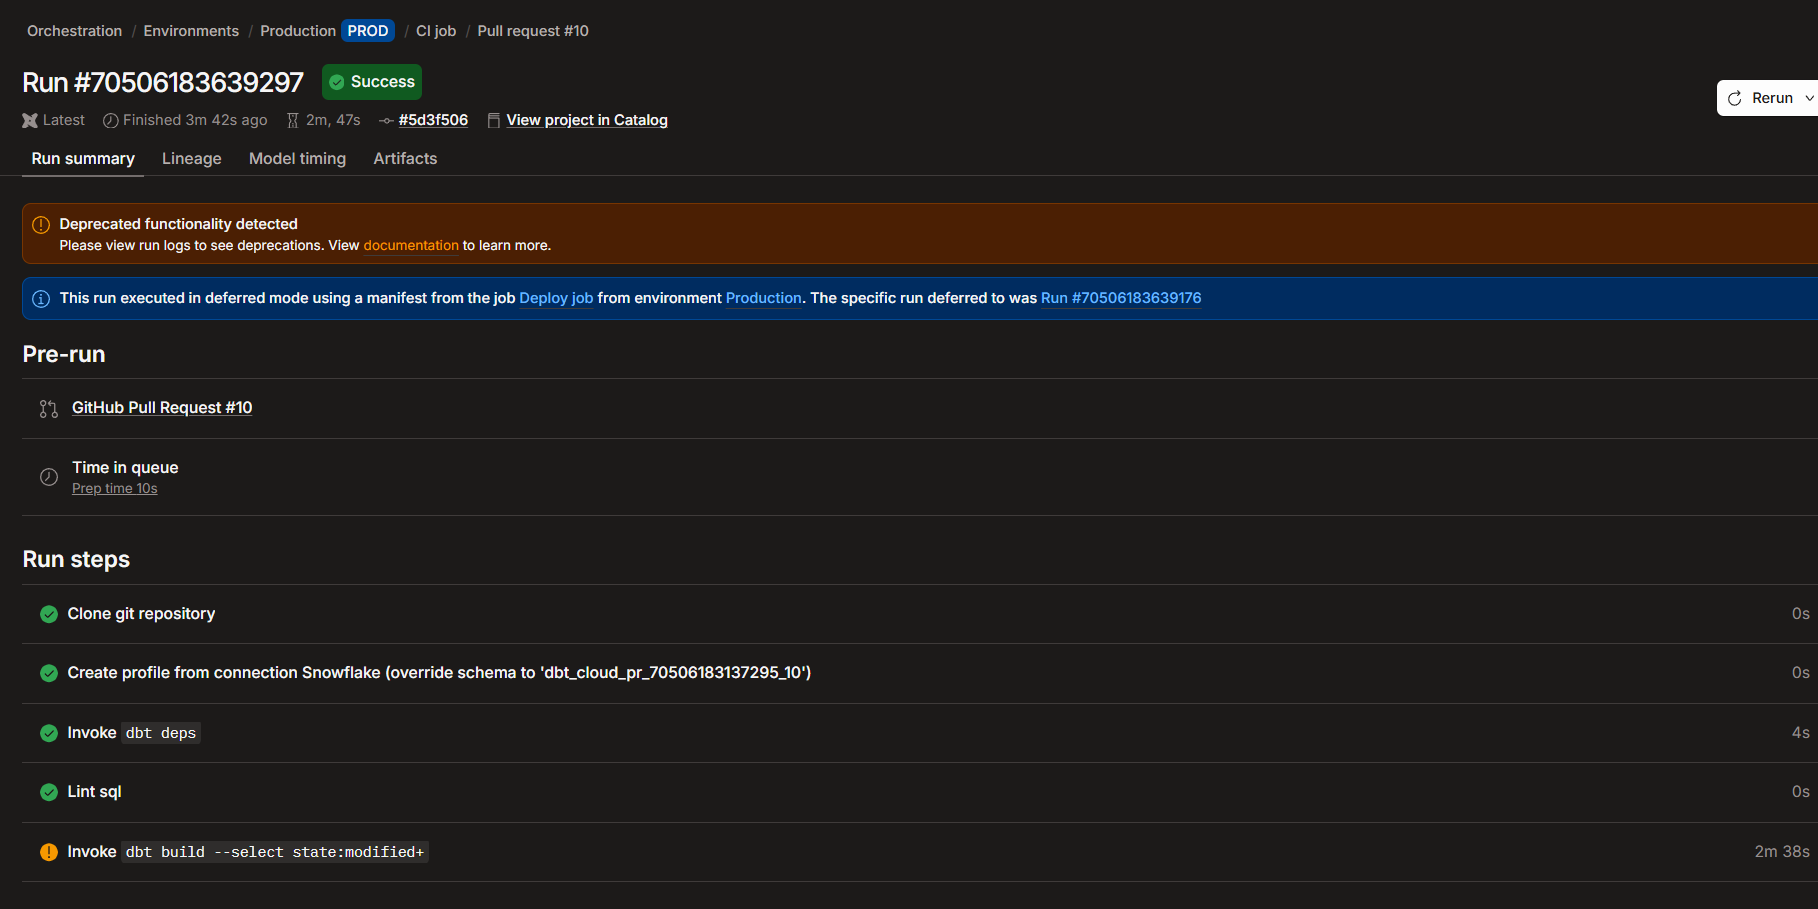 Orchestration / Environments / Production PROD / CI job / Pull request #10
Run #70506183639297 Success
Rerun
Latest Finished 3m 42s ago 2m, 47s #5d3f506 View project in Catalog
Run summary Lineage Model timing Artifacts
Deprecated functionality detected
Please view run logs to see deprecations. View documentation to learn more.
This run executed in deferred mode using a manifest from the job Deploy job from environment Production. The specific run deferred to was Run #70506183639176
Pre-run
GitHub Pull Request #10
Time in queue
Prep time 10s
Run steps
Clone git repository 0s
Create profile from connection Snowflake (override schema to 'dbt_cloud_pr_70506183137295_10') 0s
Invoke dbt deps 4s
Lint sql 0s
Invoke dbt build --select state:modified+ 2m 38s